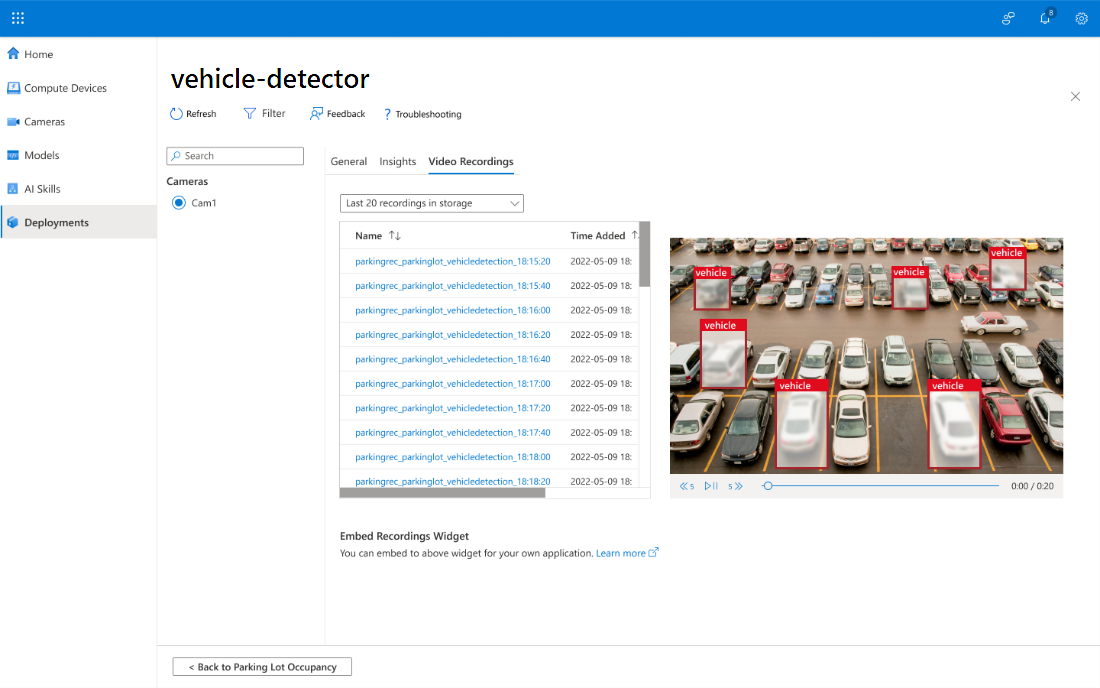 8
Home
Compute Devices
Cameras
Models
AI Skills
Deployments
vehicle-detector
Refresh Filter Feedback ? Troubleshooting
Search
Cameras
Cam1
General Insights Video Recordings
Last 20 recordings in storage
Name Time Added
parkingrec_parkinglot_vehicledetection_18:15:20 2022-05-09 18:
parkingrec_parkinglot_vehicledetection_18:15:40 2022-05-09 18:
parkingrec_parkinglot_vehicledetection_18:16:00 2022-05-09 18:
parkingrec_parkinglot_vehicledetection_18:16:20 2022-05-09 18:
parkingrec_parkinglot_vehicledetection_18:16:40 2022-05-09 18:
parkingrec_parkinglot_vehicledetection_18:17:00 2022-05-09 18:
parkingrec_parkinglot_vehicledetection_18:17:20 2022-05-09 18:
parkingrec_parkinglot_vehicledetection_18:17:40 2022-05-09 18:
parkingrec_parkinglot_vehicledetection_18:18:00 2022-05-09 18:
parkingrec_parkinglot_vehicledetection_18:18:20 2022-05-09 18:
vehicle
vehicle
vehicle
vehicle
vehicle
vehicle
5 5 0:00 / 0:20
Embed Recordings Widget
You can embed to above widget for your own application. Learn more
< Back to Parking Lot Occupancy